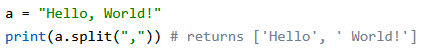 a = "Hello, World!"
print(a.split(",")) # returns ['Hello', ' World!']